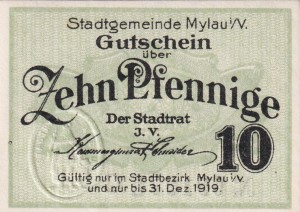 Stadtgemeinde Mylau i/V.
Gutschein
über
Zehn Pfennige
Der Stadtrat
J. V.
10
Gültig nur im Stadtbezirk Mylau i/V.
und nur bis 31. Dez. 1919.